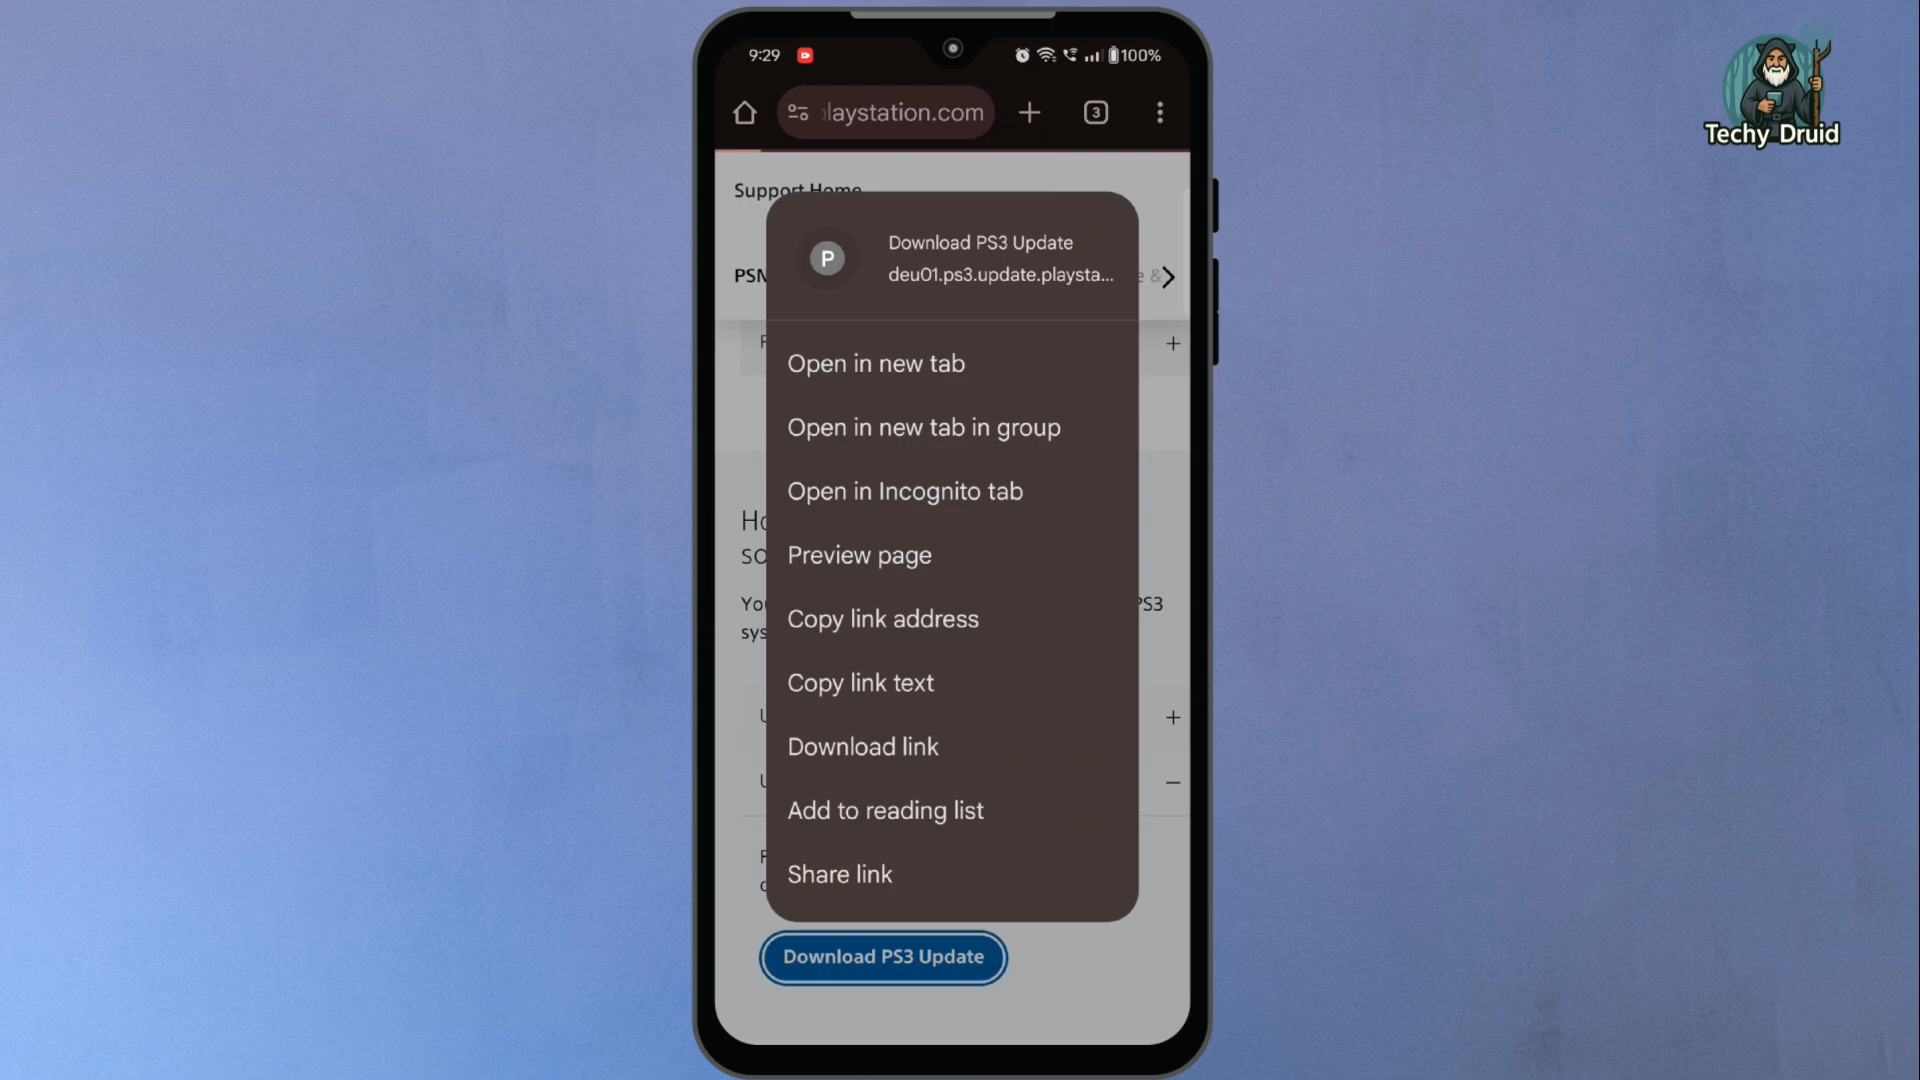 9:29
100%
laystation.com
3
Techy Druid
Support Home
P
Download PS3 Update
deu01.ps3.update.playsta...
PSN
e &
Open in new tab
Open in new tab in group
Open in Incognito tab
Preview page
Copy link address
PS3
sys
Copy link text
Download link
Add to reading list
Share link
Download PS3 Update